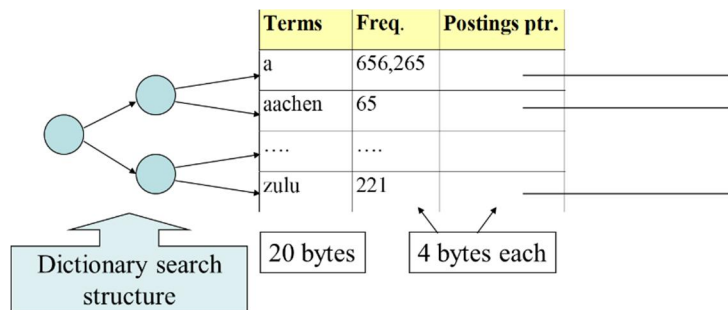 Terms Freq. Postings ptr.
a 656,265
aachen 65
.... ....
zulu 221
20 bytes 4 bytes each
Dictionary search
structure